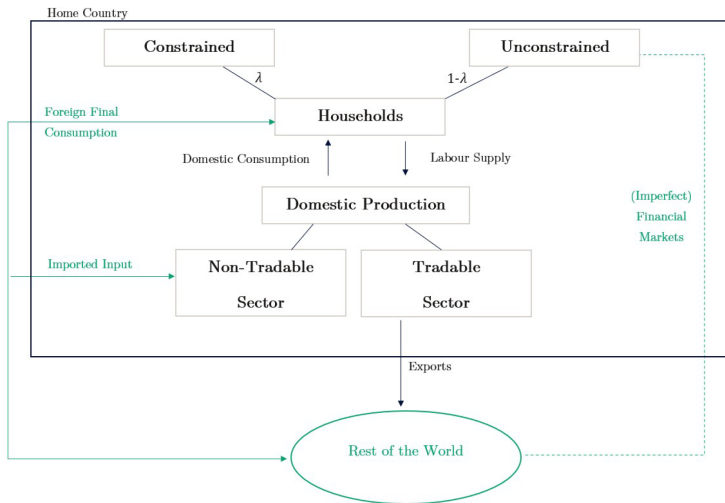 Home Country
Constrained
Unconstrained
λ
1-λ
Foreign Final
Consumption
Households
Domestic Consumption
Labour Supply
Domestic Production
(Imperfect)
Financial
Markets
Imported Input
Non-Tradable
Sector
Tradable
Sector
Exports
Rest of the World